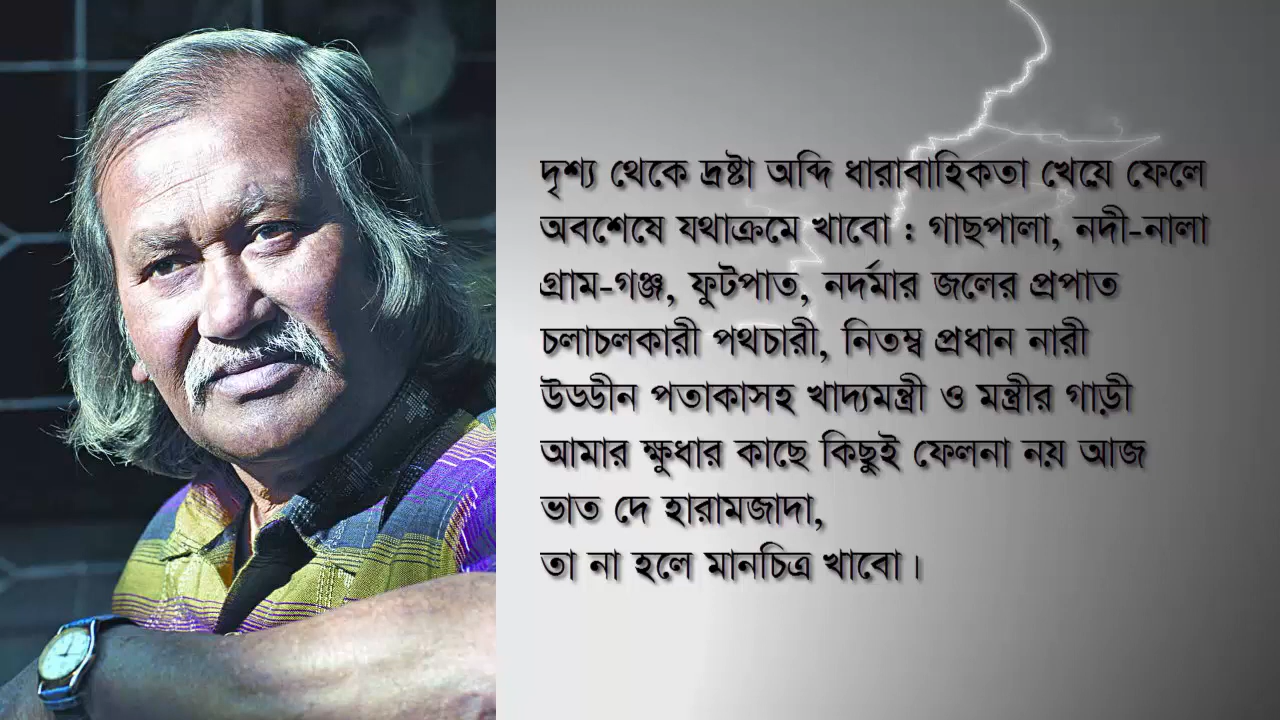 দৃশ্য থেকে দ্রষ্টা অব্দি ধারাবাহিকতা খেয়ে ফেলে
অবশেষে যথাক্রমে খাবো : গাছপালা, নদী-নালা
গ্রাম-গঞ্জ, ফুটপাত, নর্দমার জলের প্রপাত
চলাচলকারী পথচারী, নিতম্ব প্রধান নারী
উড্ডীন পতাকাসহ খাদ্যমন্ত্রী ও মন্ত্রীর গাড়ী
আমার ক্ষুধার কাছে কিছুই ফেলনা নয় আজ
ভাত দে হারামজাদা,
তা না হলে মানচিত্র খাবো।